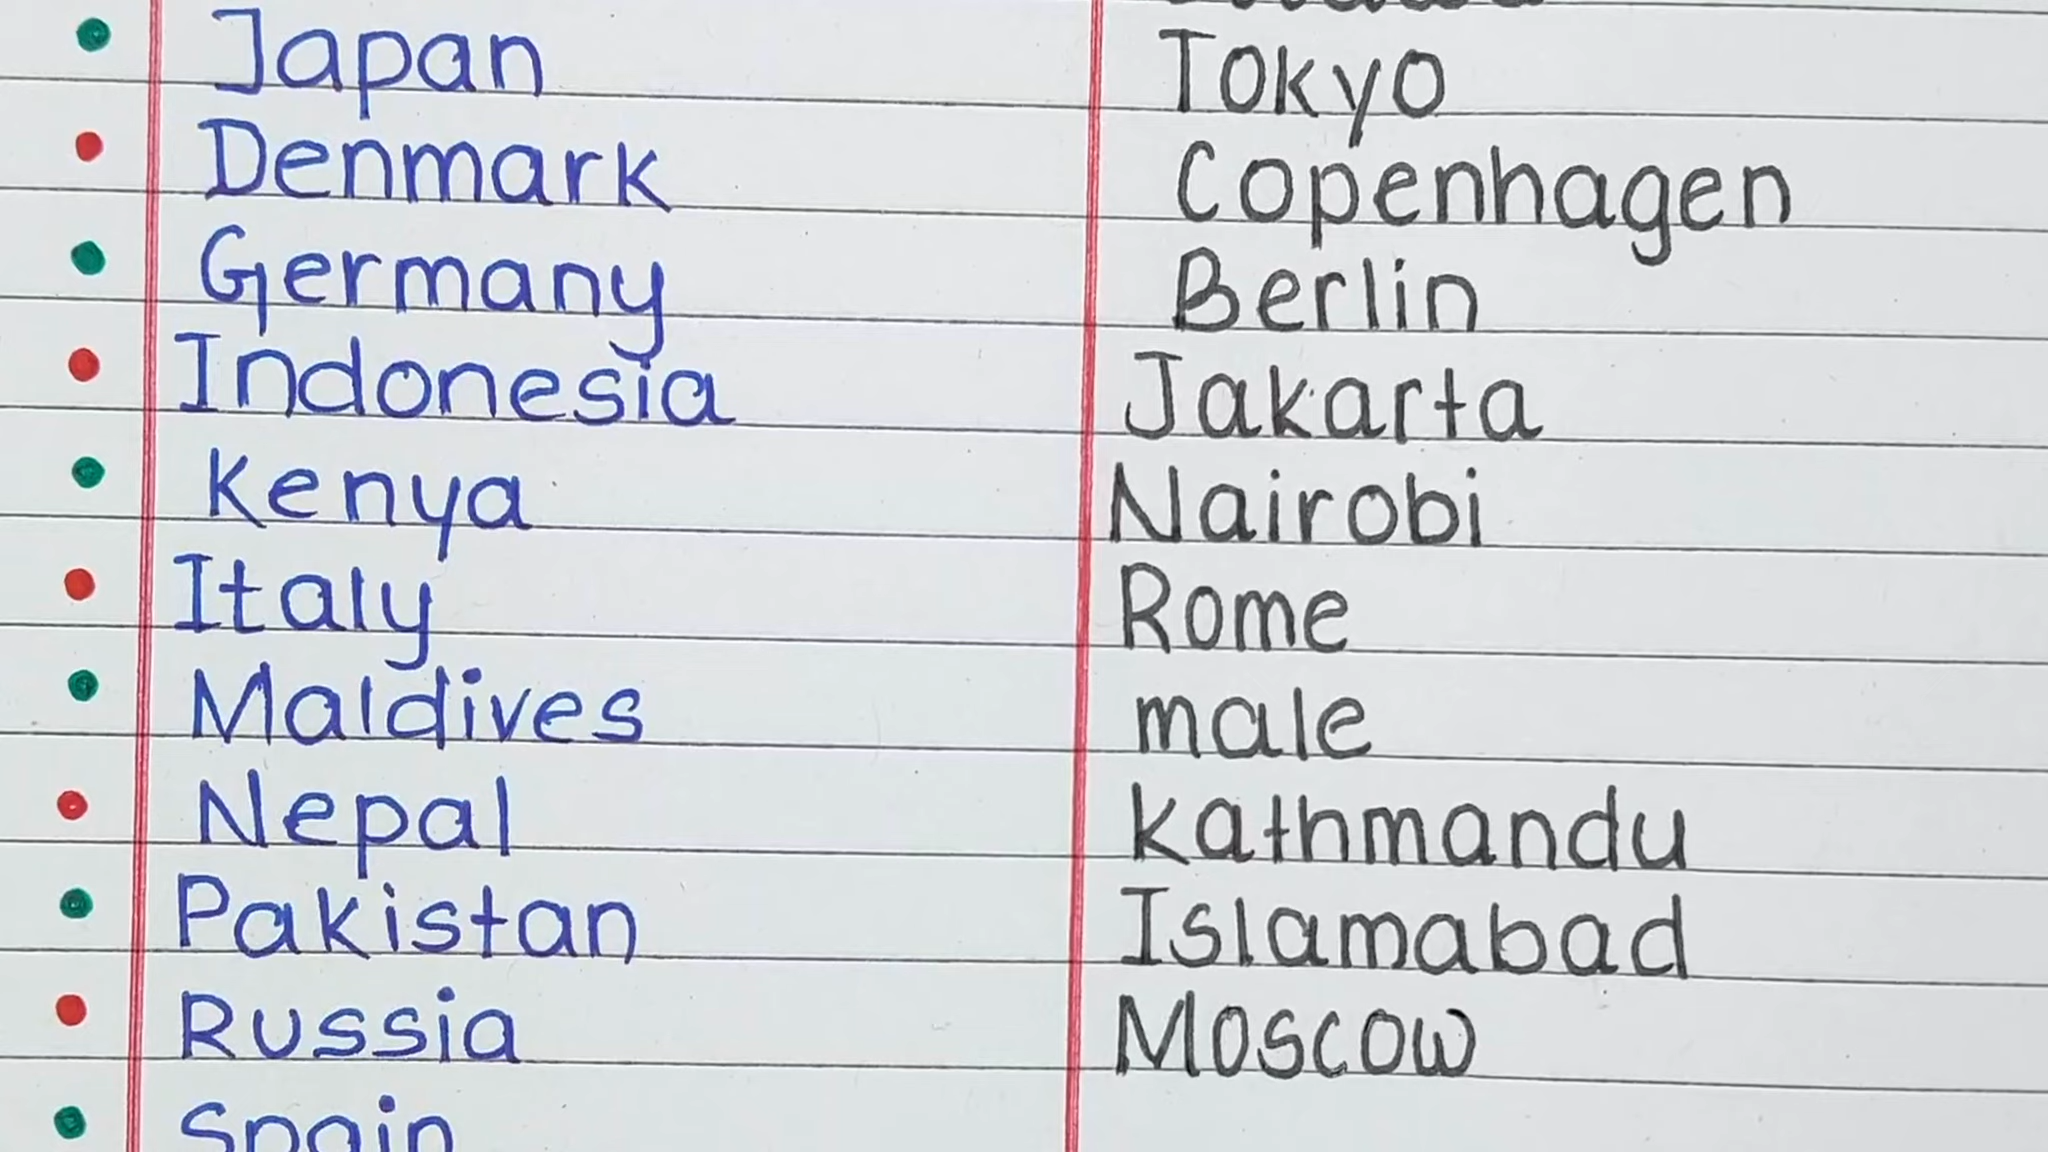 Japan Tokyo
Denmark Copenhagen
Germany Berlin
Indonesia Jakarta
Kenya Nairobi
Italy Rome
Maldives male
Nepal Kathmandu
Pakistan Islamabad
Russia Moscow
Spain